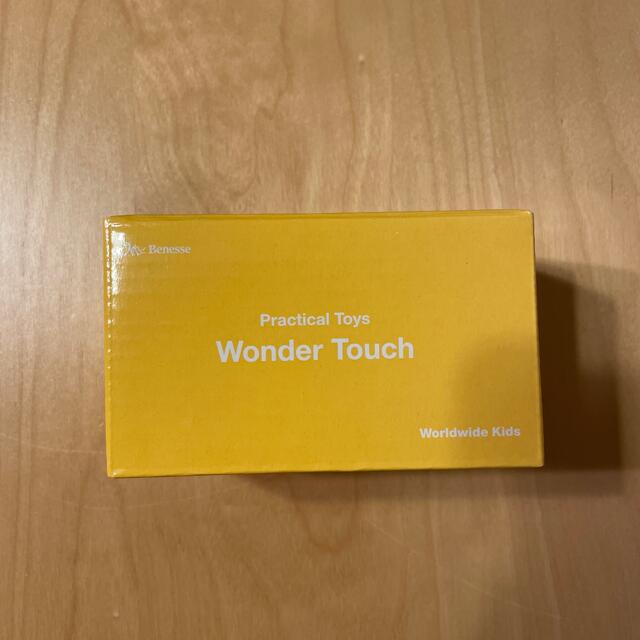 Benesse
Practical Toys
Wonder Touch
Worldwide Kids